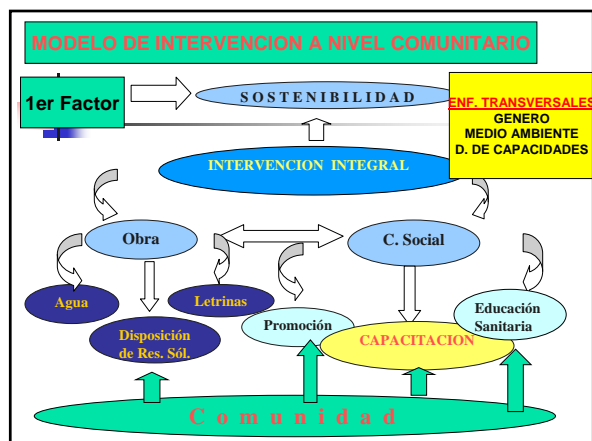 MODELO DE INTERVENCION A NIVEL COMUNITARIO
1er Factor
SOSTENIBILIDAD
ENF. TRANSVERSALES
GENERO
MEDIO AMBIENTE
D. DE CAPACIDADES
INTERVENCION INTEGRAL
Obra
C. Social
Agua
Letrinas
Disposición
de Res. Sól.
Promoción
CAPACITACION
Educación
Sanitaria
Comunidad